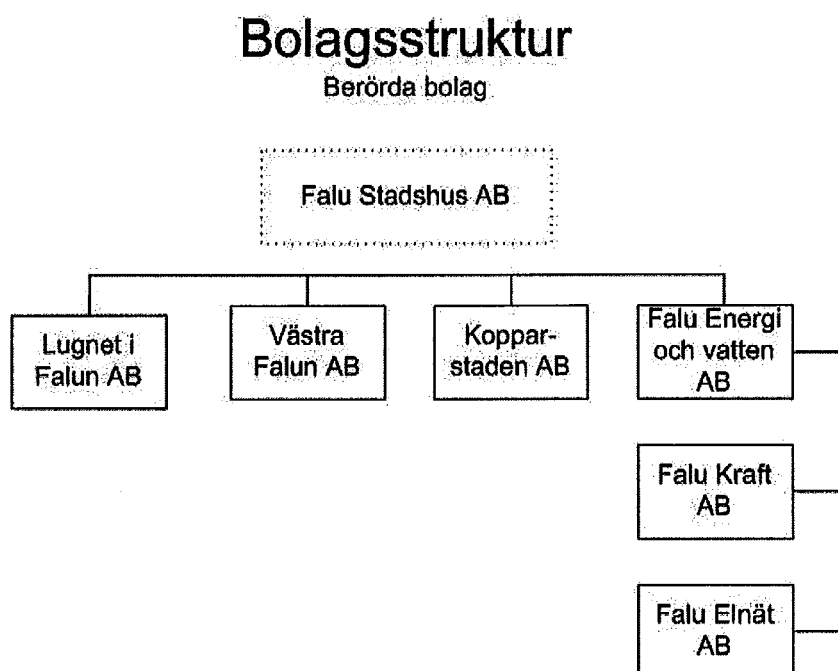 Bolagsstruktur
Berörda bolag
Falu Stadshus AB
Lugnet i
Falun AB
Västra
Falun AB
Koppar-
staden AB
Falu Energi
och vatten
AB
Falu Kraft
AB
Falu Elnät
AB